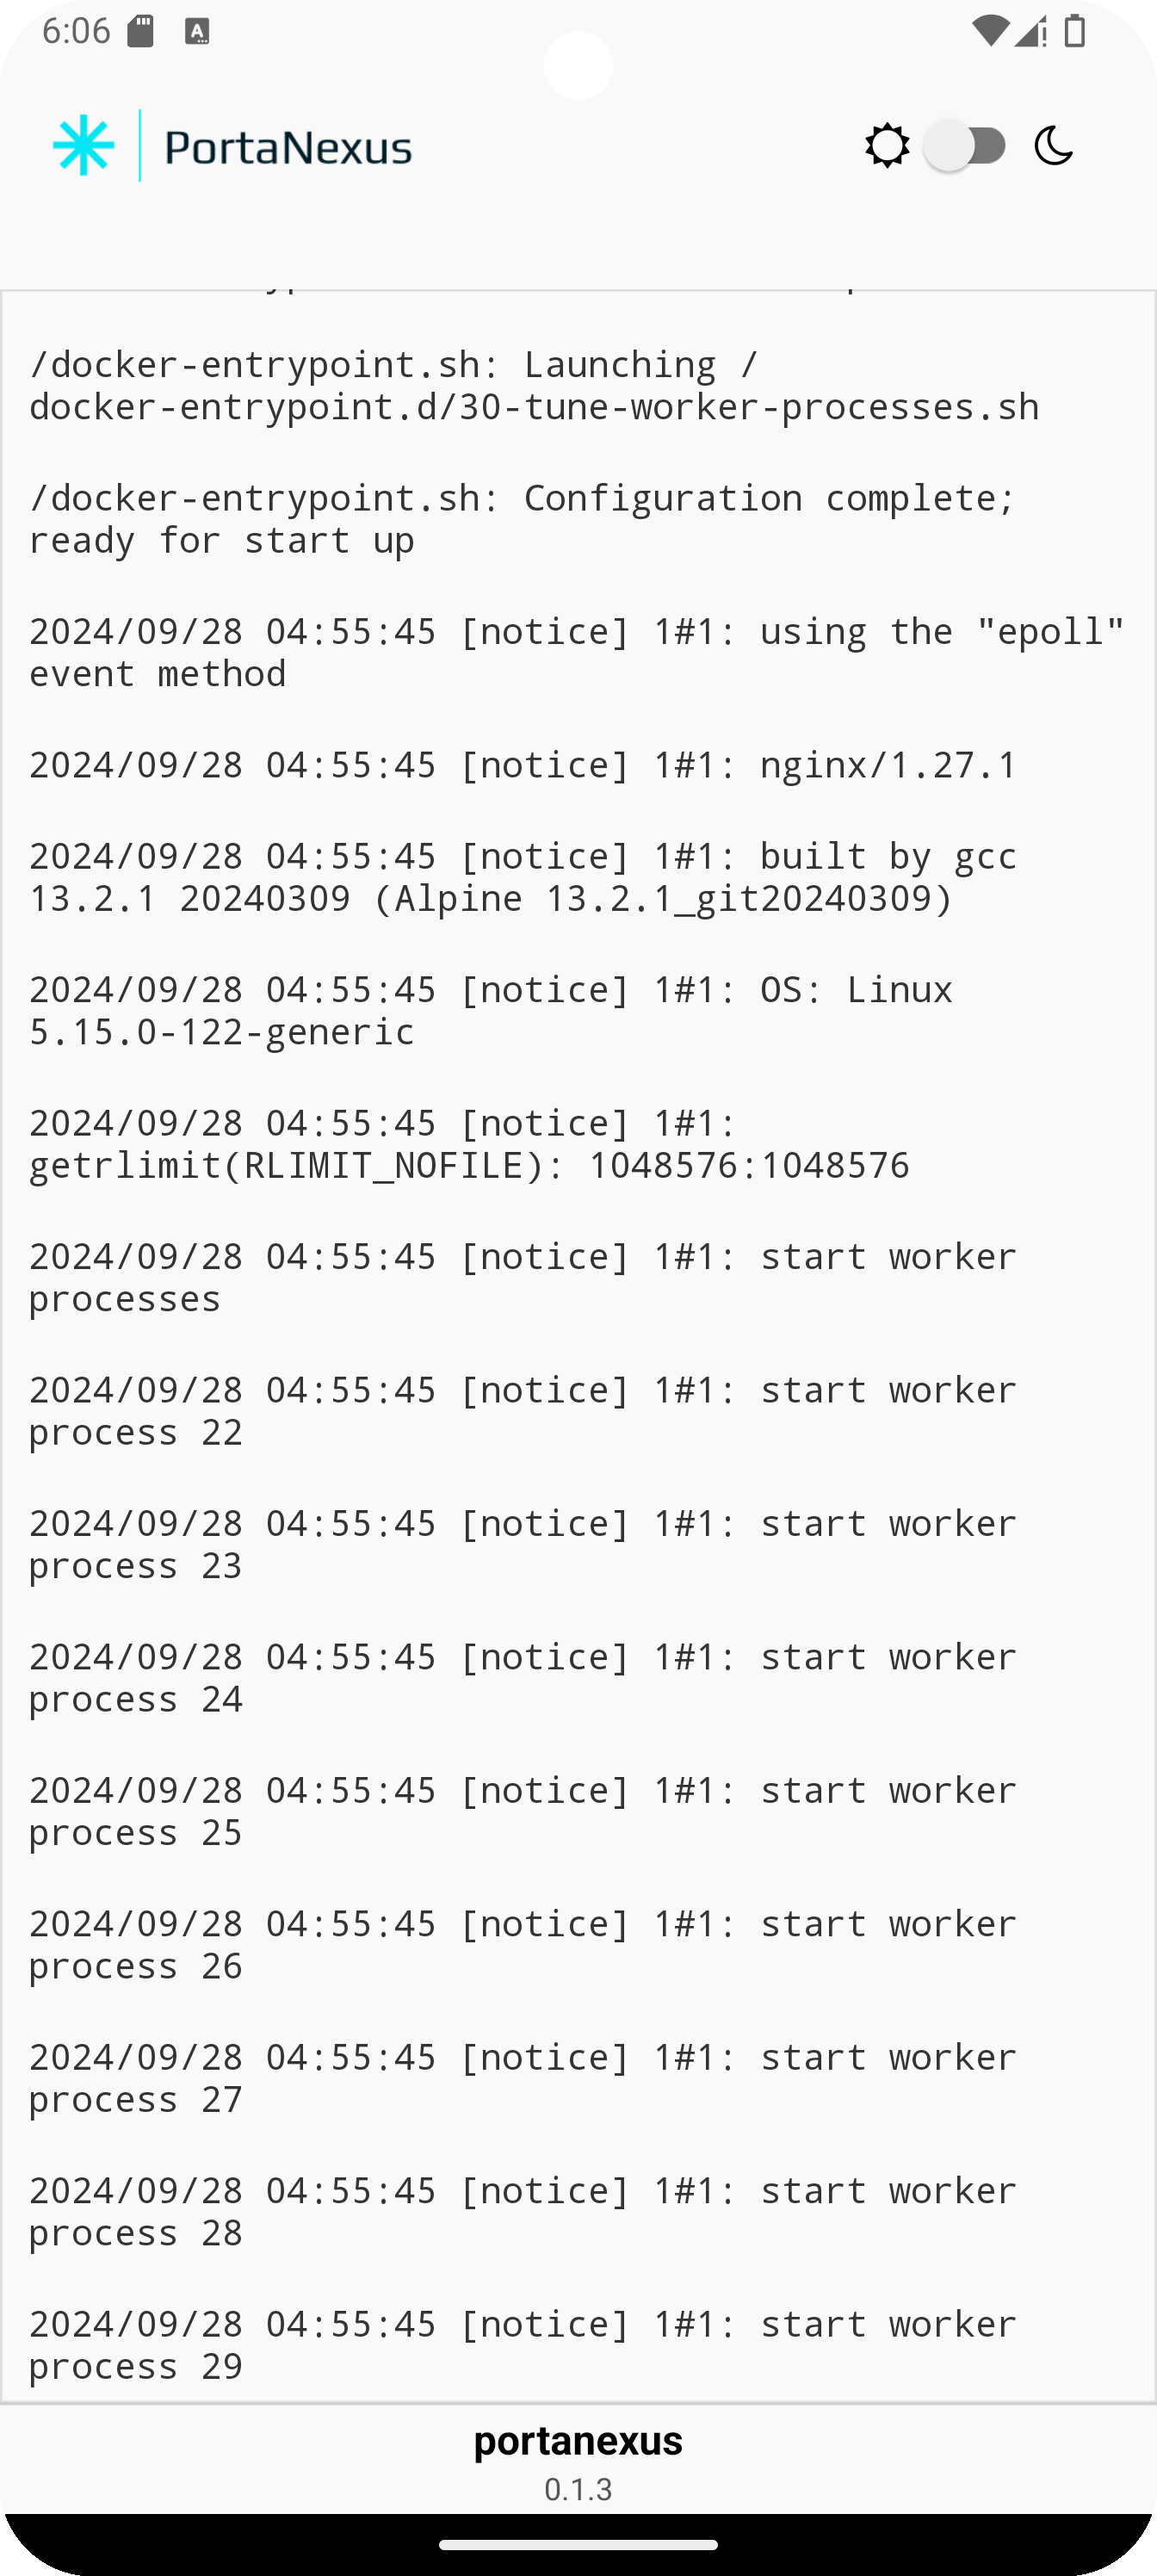 6:06
PortaNexus
/docker-entrypoint.sh: Launching /
docker-entrypoint.d/30-tune-worker-processes.sh
/docker-entrypoint.sh: Configuration complete;
ready for start up
2024/09/28 04:55:45 [notice] 1#1: using the "epoll"
event method
2024/09/28 04:55:45 [notice] 1#1: nginx/1.27.1
2024/09/28 04:55:45 [notice] 1#1: built by gcc
13.2.1 20240309 (Alpine 13.2.1_git20240309)
2024/09/28 04:55:45 [notice] 1#1: OS: Linux
5.15.0-122-generic
2024/09/28 04:55:45 [notice] 1#1:
getrlimit(RLIMIT_NOFILE): 1048576:1048576
2024/09/28 04:55:45 [notice] 1#1: start worker
processes
2024/09/28 04:55:45 [notice] 1#1: start worker
process 22
2024/09/28 04:55:45 [notice] 1#1: start worker
process 23
2024/09/28 04:55:45 [notice] 1#1: start worker
process 24
2024/09/28 04:55:45 [notice] 1#1: start worker
process 25
2024/09/28 04:55:45 [notice] 1#1: start worker
process 26
2024/09/28 04:55:45 [notice] 1#1: start worker
process 27
2024/09/28 04:55:45 [notice] 1#1: start worker
process 28
2024/09/28 04:55:45 [notice] 1#1: start worker
process 29
portanexus
0.1.3